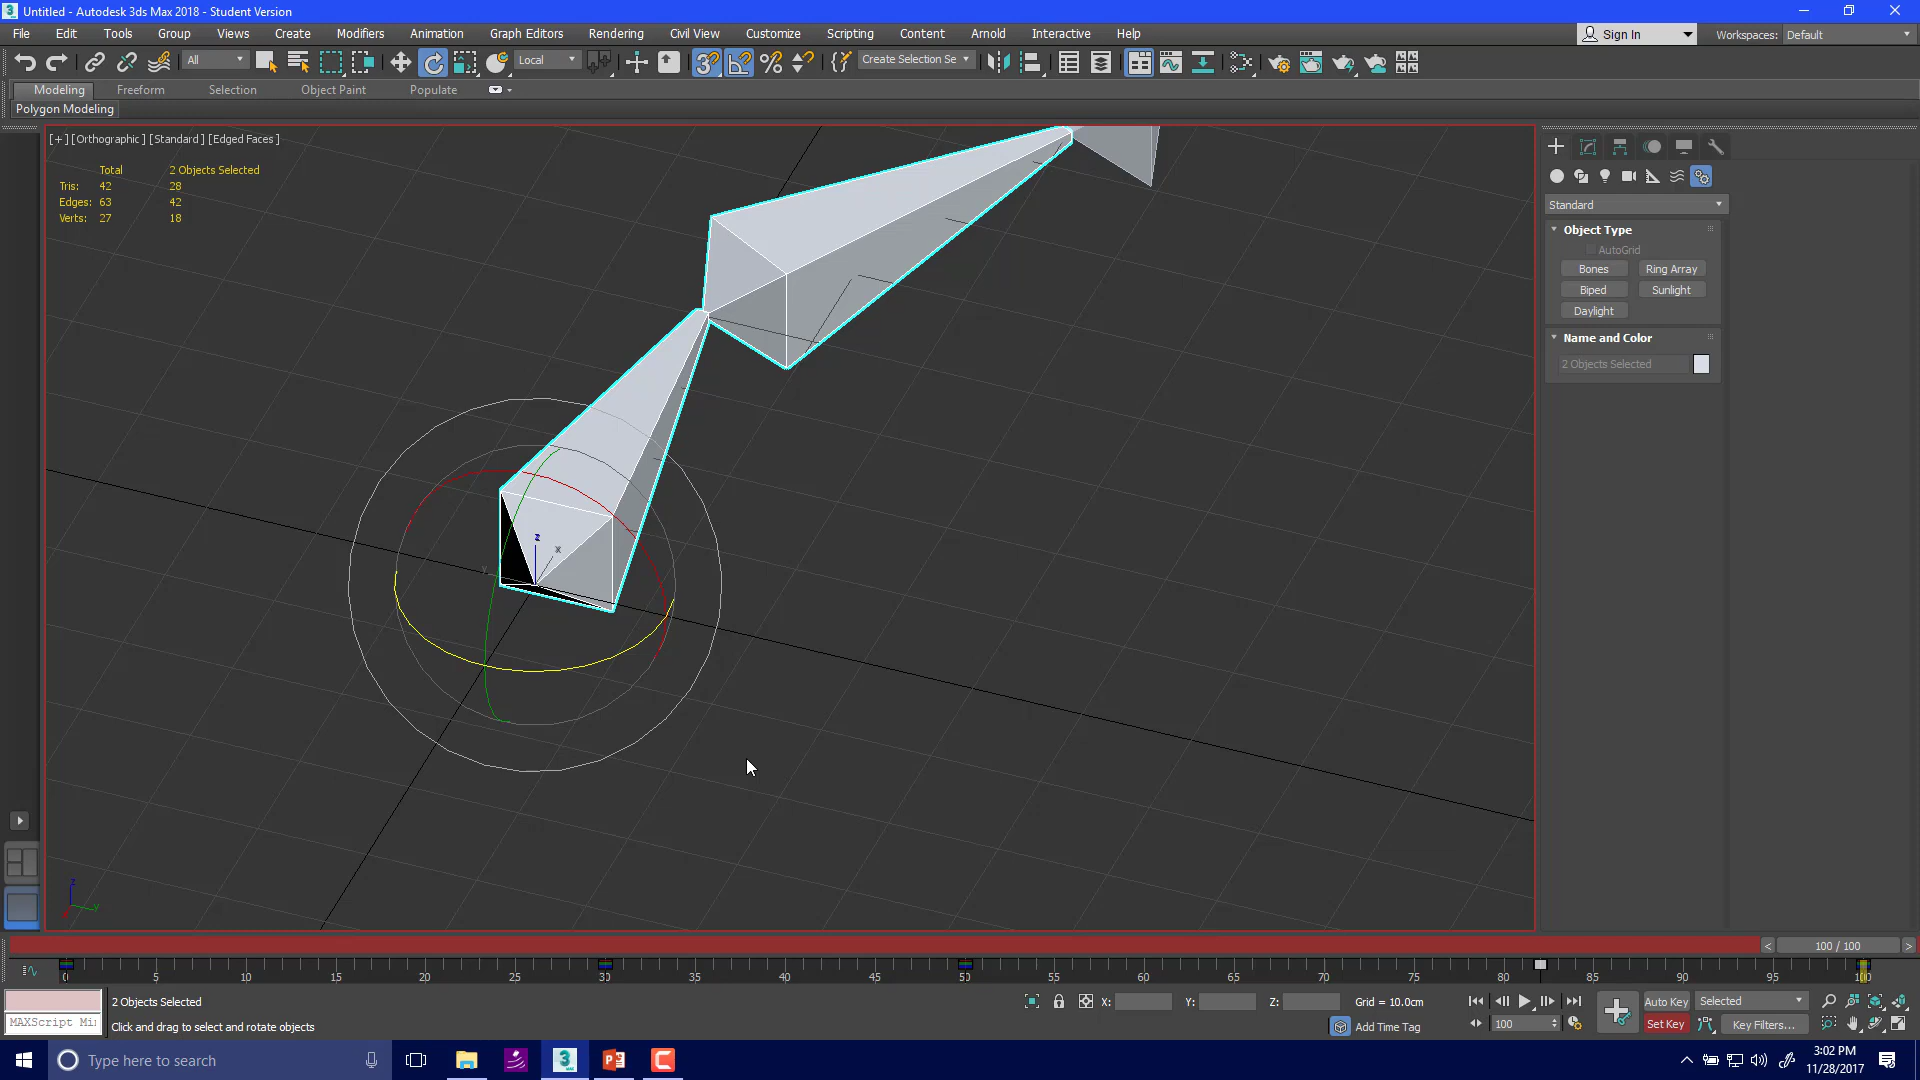 Untitled - Autodesk 3ds Max 2018 - Student Version
File Edit Tools Group Views Create Modifiers Animation Graph Editors Rendering Civil View Customize Scripting Content Arnold Interactive Help
Sign In
Workspaces: Default
All
Local
Create Selection Se
Modeling Freeform Selection Object Paint Populate
Polygon Modeling
[+] [Orthographic] [Standard] [Edged Faces]
Total 2 Objects Selected
Tris: 42 28
Edges: 63 42
Verts: 27 18
z
x
y
z
y
Standard
Object Type
AutoGrid
Bones Ring Array
Biped Sunlight
Daylight
Name and Color
2 Objects Selected
< 100 / 100 >
0 5 10 15 20 25 30 35 40 45 50 55 60 65 70 75 80 85 90 95 100
2 Objects Selected
X: Y: Z: Grid = 10.0cm
Auto Key Selected
MAXScript Mi
Click and drag to select and rotate objects
Add Time Tag
100
Set Key Key Filters...
Type here to search
3:02 PM
11/28/2017